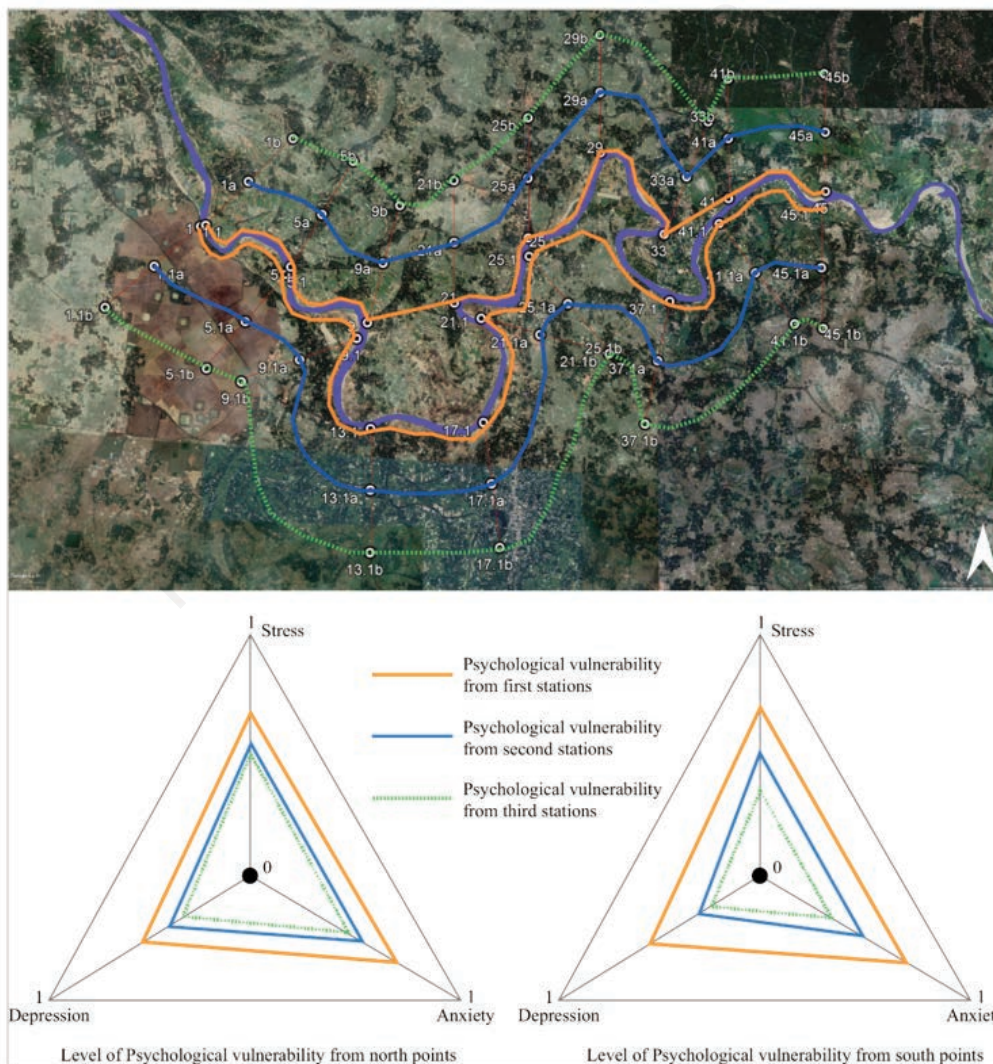 29b
41b
45b
29a
33b
25b
1b
5b
41a
45a
29
21b
25a
33a
1a
9b
5a
41
45.1
21a
25
33
41.1
9a
25.1
1.1a
5.1
41.1a
45.1a
1.1b
21
21.1
25.1a
37.1
5.1a
21.1a
41.1b
45.1b
9.1a
25.1b
21.1b
37.1a
5.1b
9.1b
13.1
17.1
37.1b
13.1a
17.1a
13.1b
17.1b
1
Stress
Psychological vulnerability
from first stations
Psychological vulnerability
from second stations
Psychological vulnerability
from third stations
0
1
1
Depression
Anxiety
Level of Psychological vulnerability from north points
1
Stress
0
1
1
Depression
Anxiet
Level of Psychological vulnerability from south points